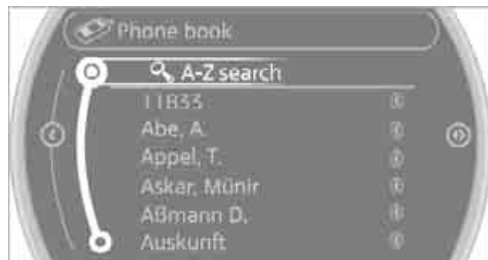 Phone book
A-Z search
11833
Abe, A.
Appel, T.
Askar, Münir
Aßmann D.
Auskunft